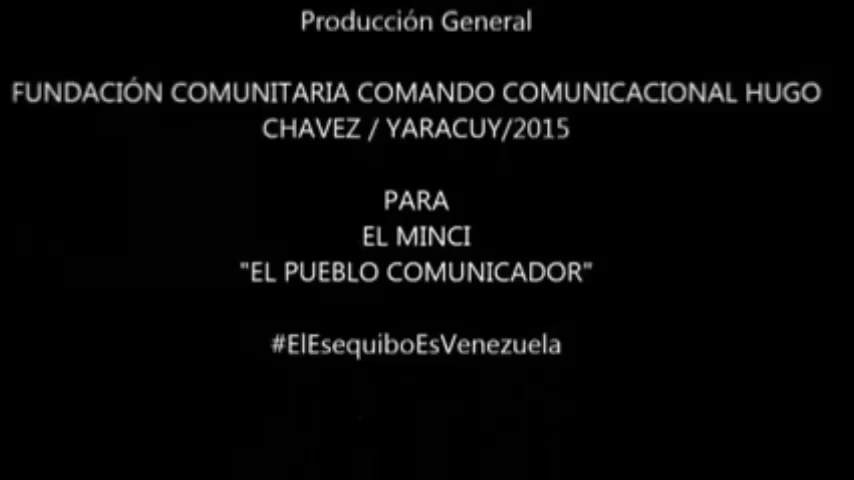 Producción General
FUNDACIÓN COMUNITARIA COMANDO COMUNICACIONAL HUGO
CHAVEZ / YARACUY/2015
PARA
EL MINCI
"EL PUEBLO COMUNICADOR"
#ElEsequiboEsVenezuela